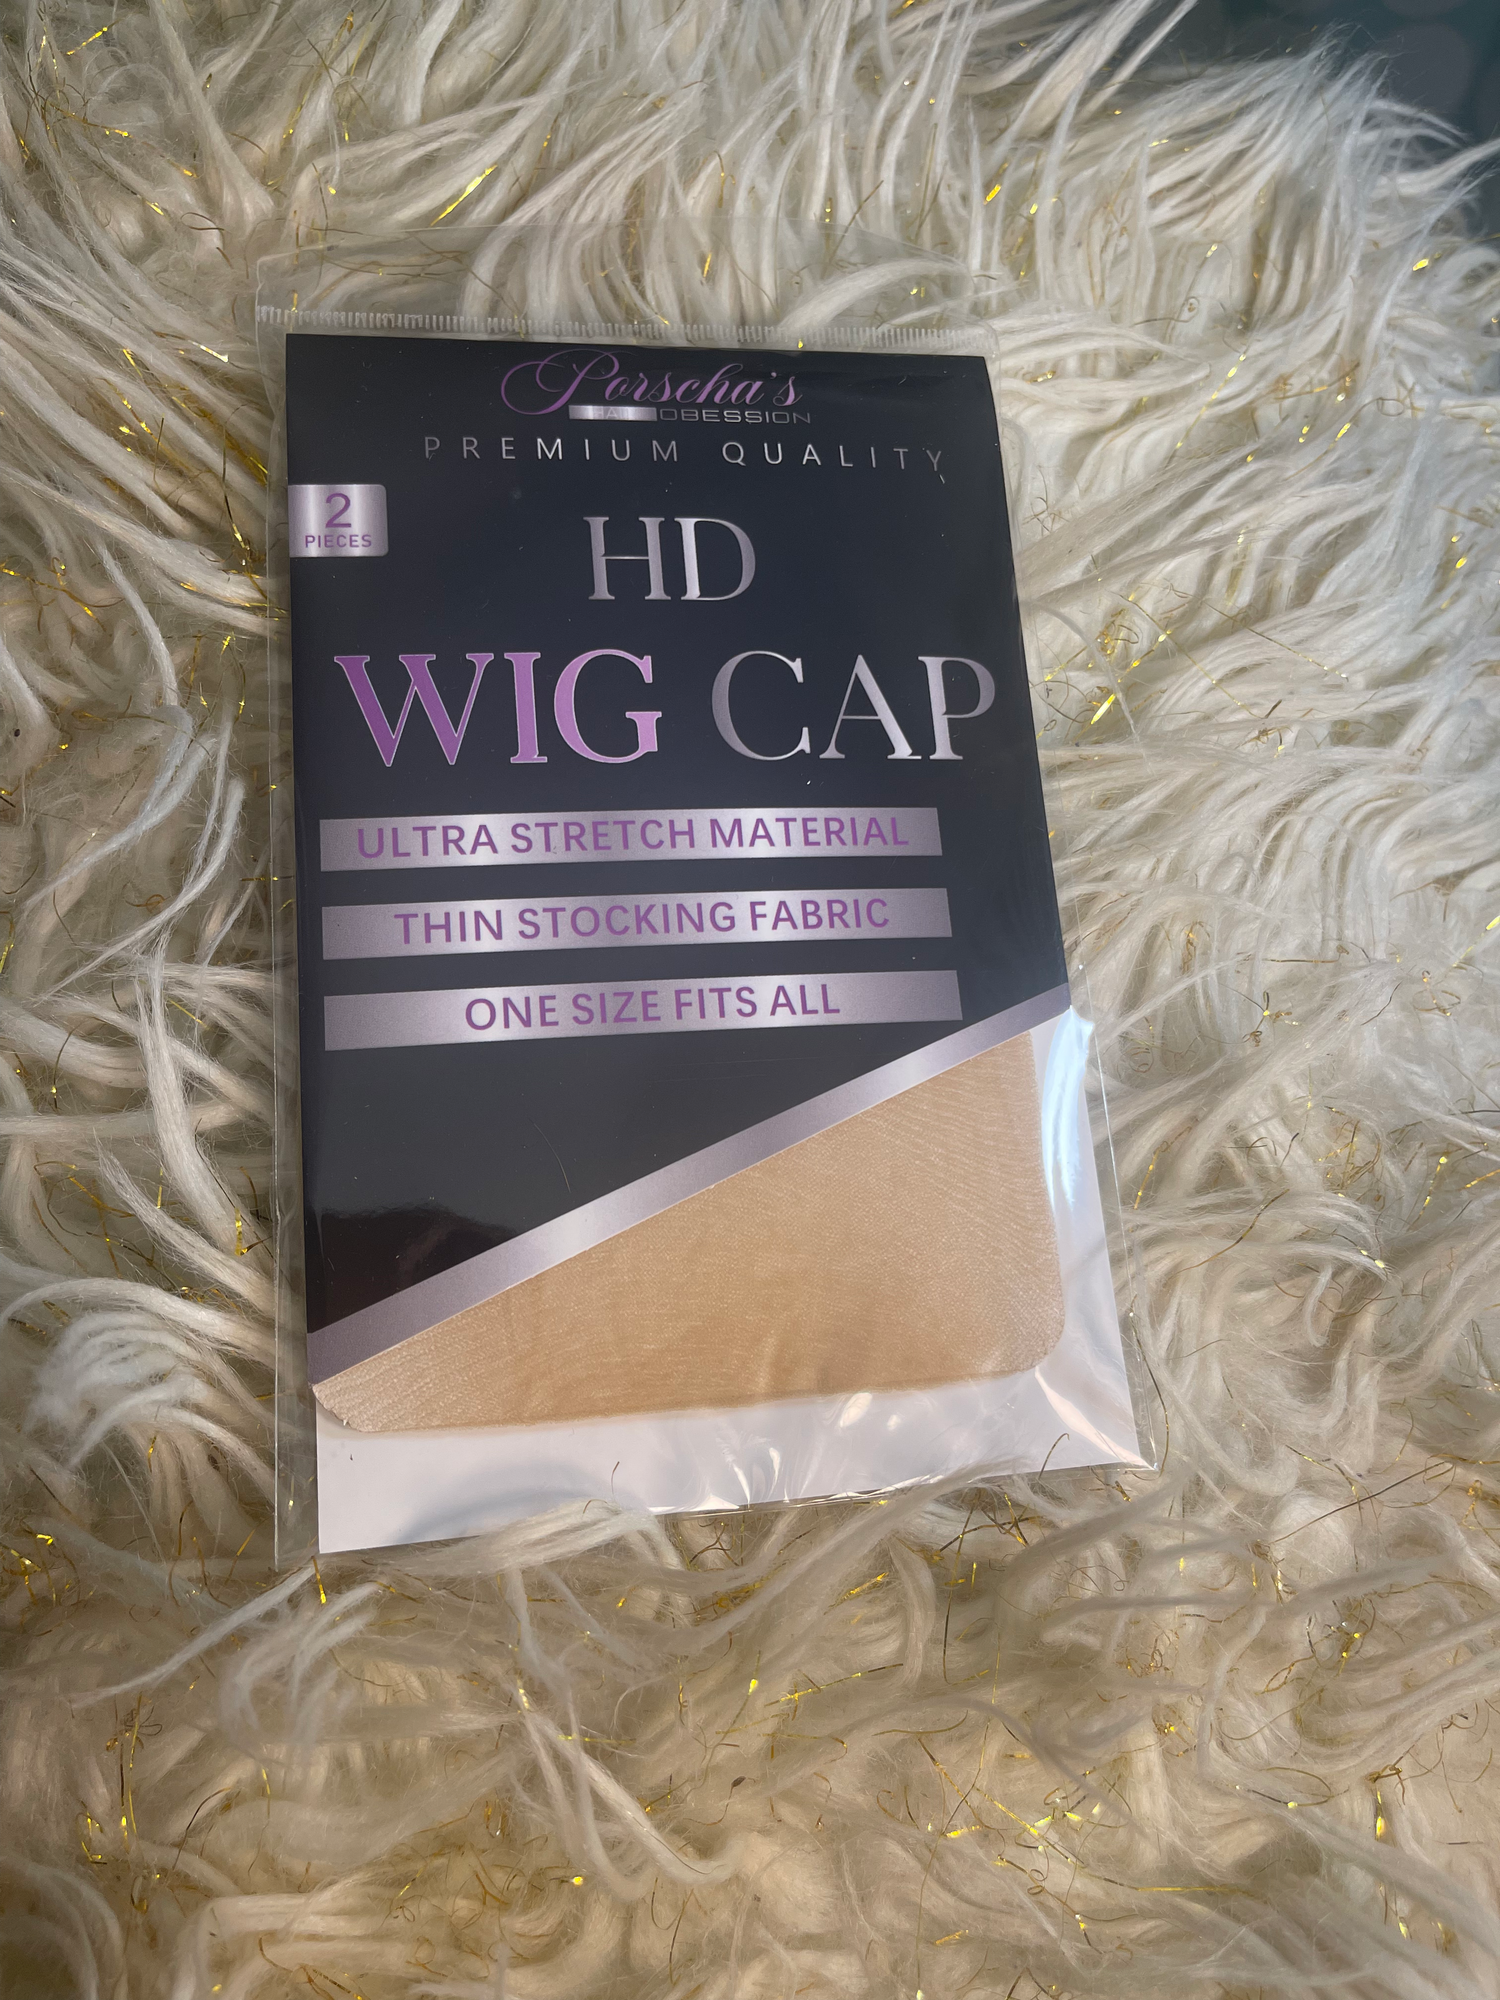 Porscha's
HAIR OBESSION
PREMIUM QUALITY
2
PIECES
HD
WIG CAP
ULTRA STRETCH MATERIAL
THIN STOCKING FABRIC
ONE SIZE FITS ALL